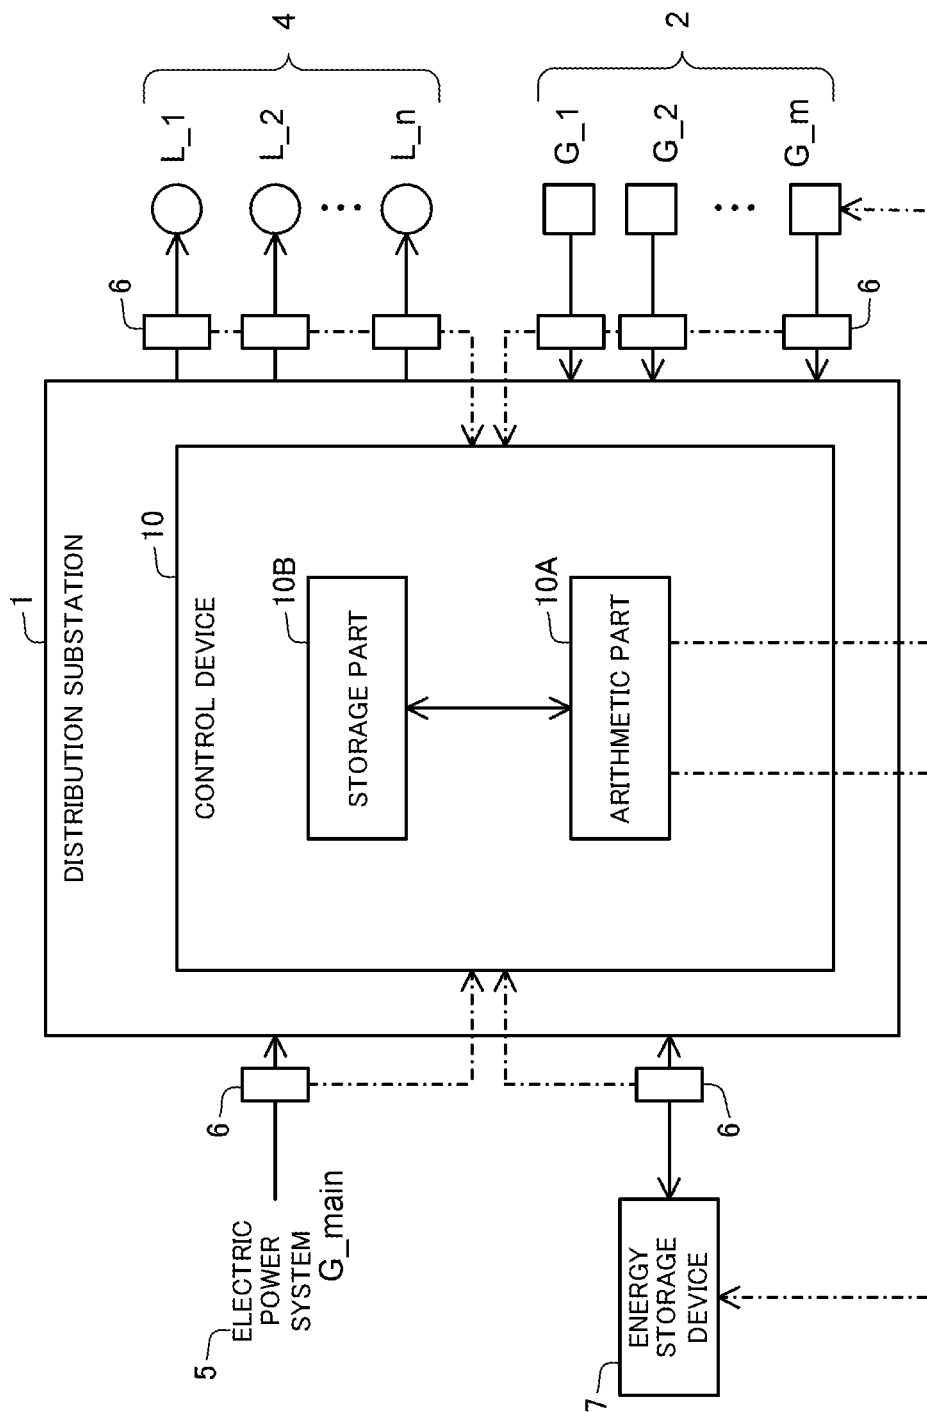 1
DISTRIBUTION SUBSTATION
10
CONTROL DEVICE
10B
STORAGE PART
10A
ARITHMETIC PART
5
ELECTRIC
POWER
SYSTEM
G_main
6
7
ENERGY
STORAGE
DEVICE
6
6
L_1
L_2
...
L_n
4
G_1
G_2
...
G_m
2
6